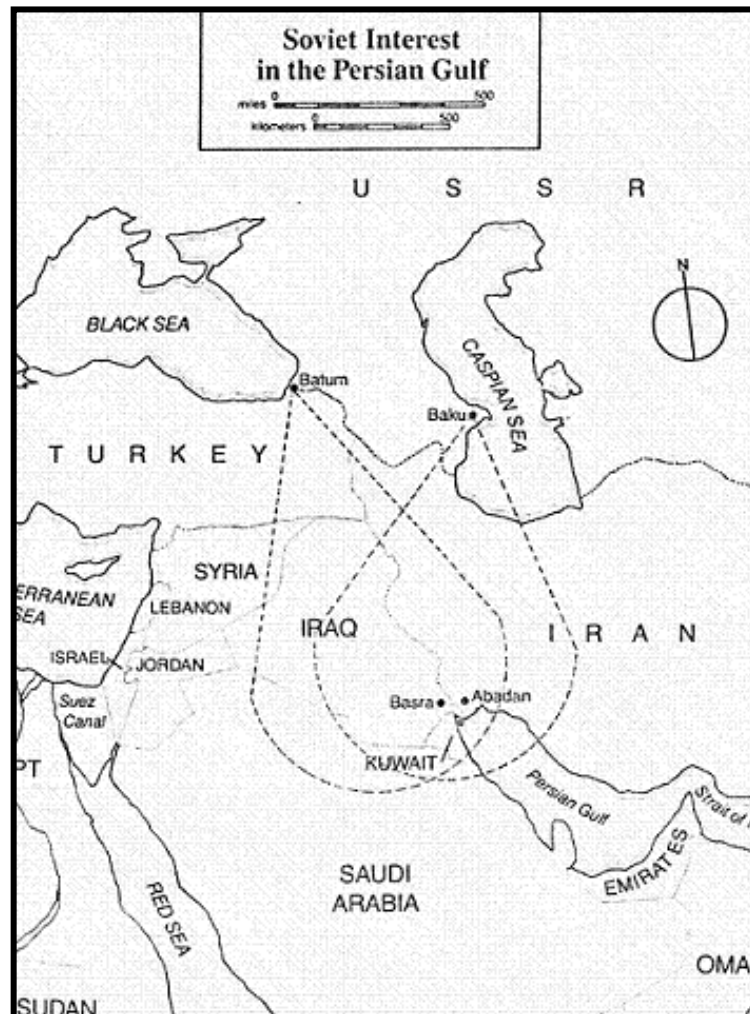 Soviet Interest
in the Persian Gulf
0 500
miles
0 500
kilometers
U S S R
N
BLACK SEA
CASPIAN SEA
Batum
Baku
TURKEY
SYRIA
ERRANEAN
SEA
LEBANON
IRAQ
IRAN
ISRAEL
JORDAN
Suez
Canal
Basra
Abadan
PT
KUWAIT
Persian Gulf
Strait of
EMIRATES
SAUDI
ARABIA
RED SEA
OMA
SUDAN